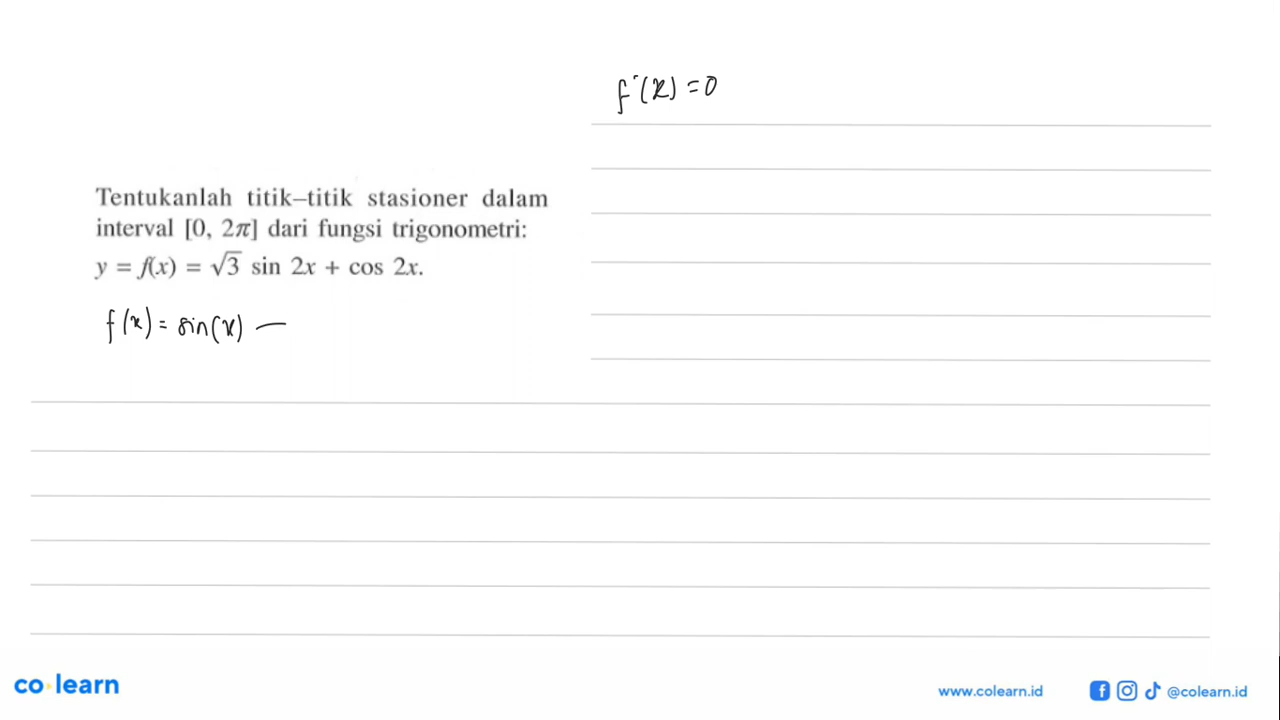 f'(x) = 0
Tentukanlah titik–titik stasioner dalam
interval [0, 2π] dari fungsi trigonometri:
y = f(x) = √3 sin 2x + cos 2x.
f(x) = sin(x) —
co learn
www.colearn.id
@colearn.id